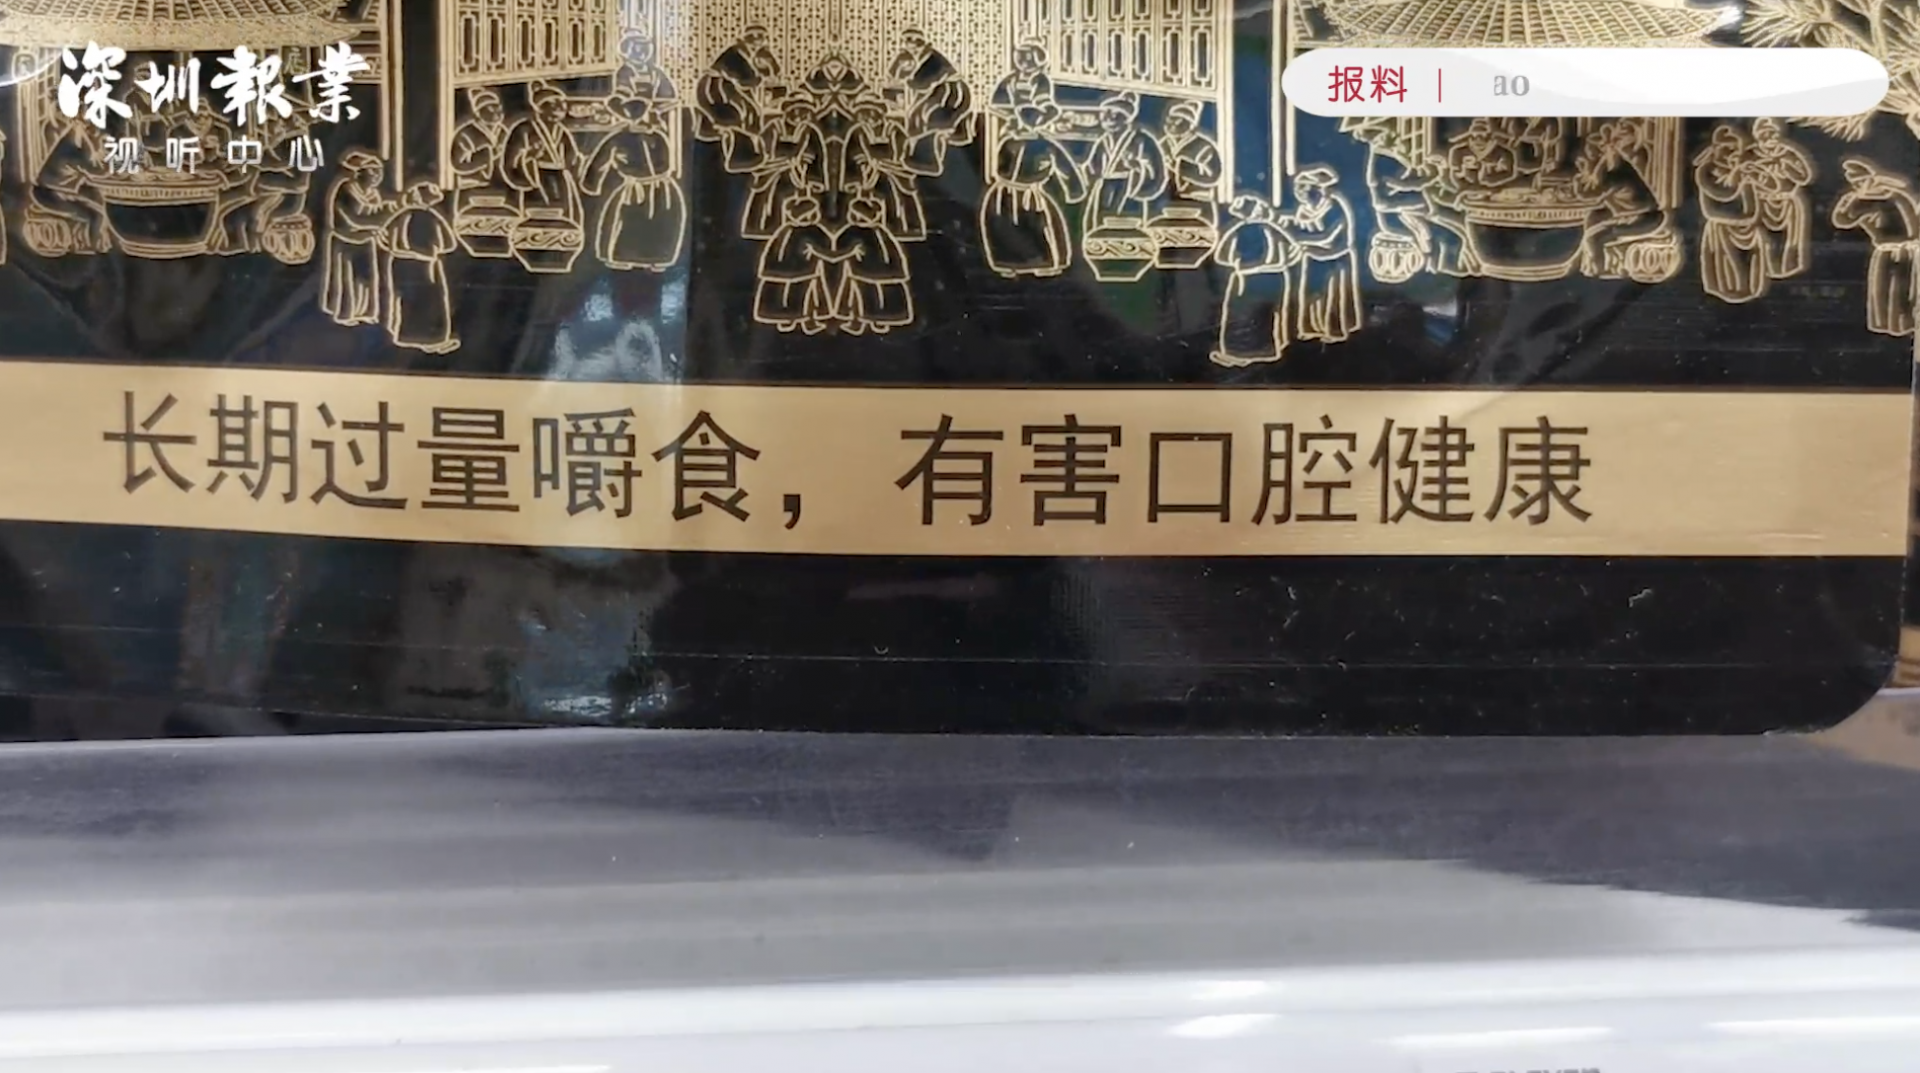 深圳報業
视听中心
报料 | ao
长期过量嚼食，有害口腔健康